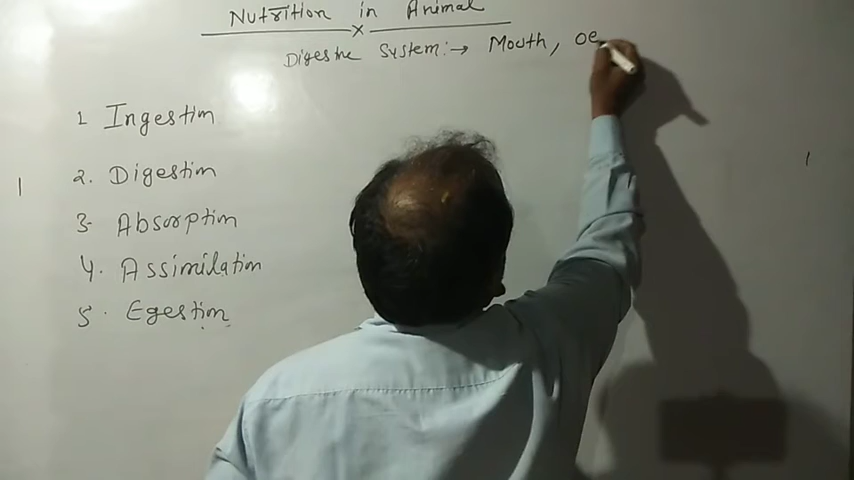 Nutrition in Animal
Digestive System:→ Mouth, oe
1 Ingestion
2. Digestion
3- Absorption
4. Assimilation
5. Egestion